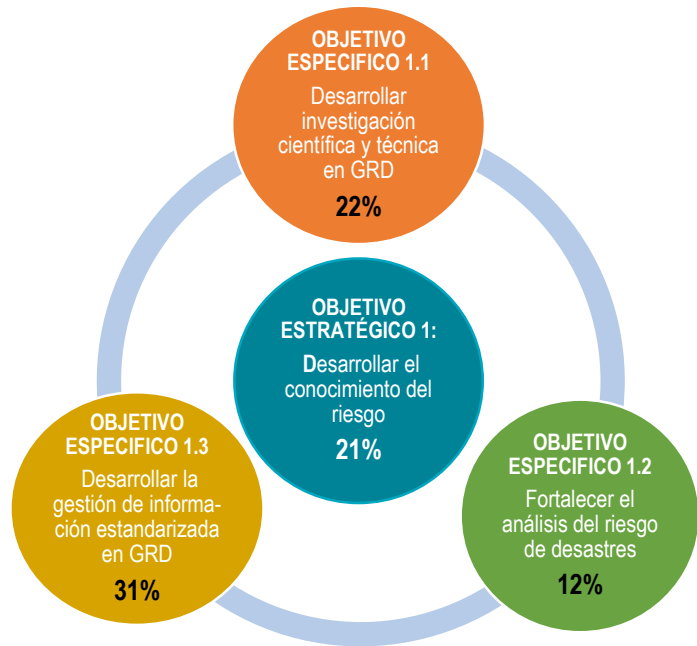 OBJETIVO
ESPECIFICO 1.1
Desarrollar
investigación
científica y técnica
en GRD
22%
OBJETIVO
ESTRATÉGICO 1:
Desarrollar el
conocimiento del
riesgo
21%
OBJETIVO
ESPECIFICO 1.3
Desarrollar la
gestión de informa-
ción estandarizada
en GRD
31%
OBJETIVO
ESPECIFICO 1.2
Fortalecer el
análisis del riesgo
de desastres
12%